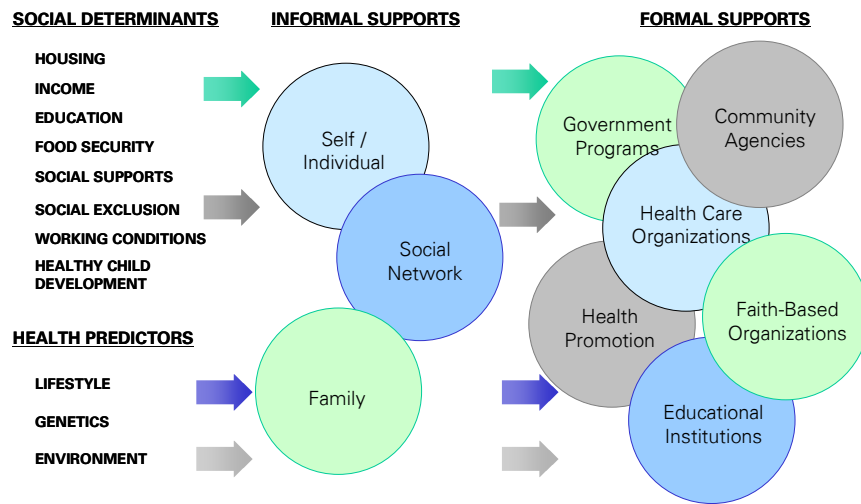 SOCIAL DETERMINANTS
HOUSING
INCOME
EDUCATION
FOOD SECURITY
SOCIAL SUPPORTS
SOCIAL EXCLUSION
WORKING CONDITIONS
HEALTHY CHILD
DEVELOPMENT
HEALTH PREDICTORS
LIFESTYLE
GENETICS
ENVIRONMENT
INFORMAL SUPPORTS
Self /
Individual
Social
Network
Family
FORMAL SUPPORTS
Government
Programs
Community
Agencies
Health Care
Organizations
Health
Promotion
Faith-Based
Organizations
Educational
Institutions